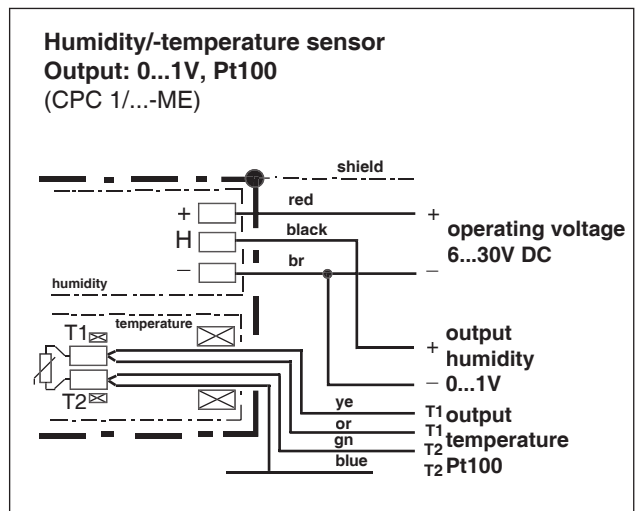 Humidity/-temperature sensor
Output: 0...1V, Pt100
(CPC 1/...-ME)
shield
red
+
+
operating voltage
black
H
6...30V DC
br
−
−
humidity
temperature
T1
+
output
humidity
T2
−
0...1V
ye
T1
output
or
T1
temperature
gn
T2
blue
T2
Pt100